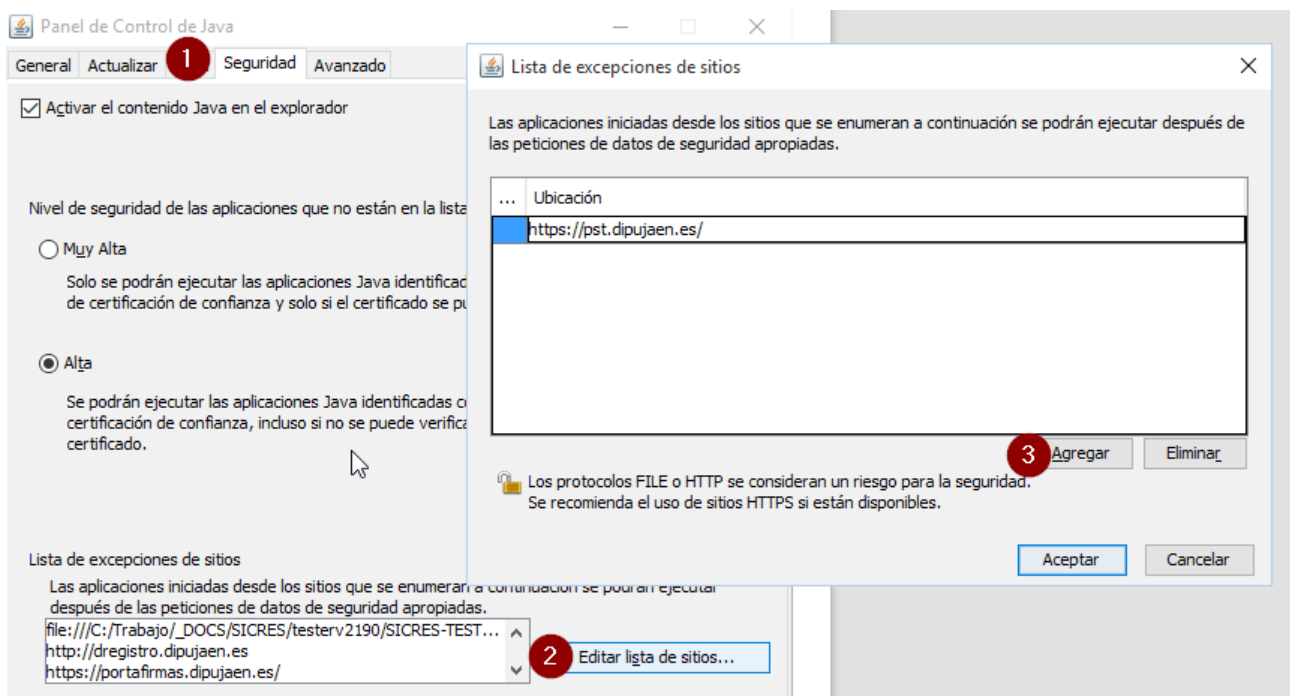 Panel de Control de Java
General Actualizar 1 Seguridad Avanzado
Activar el contenido Java en el explorador
Nivel de seguridad de las aplicaciones que no están en la lista
Muy Alta
Solo se podrán ejecutar las aplicaciones Java
de certificación de confianza y solo si el certificado se
Alta
Se podrán ejecutar las aplicaciones Java identificadas
certificación de confianza, incluso si no se puede
certificado.
Lista de excepciones de sitios
Las aplicaciones iniciadas desde los sitios que se enumeran a continuación se podrán ejecutar
después de las peticiones de datos de seguridad apropiadas.
file:///C:/Trabajo/_DOCS/SICRES/testerv2190/SICRES-TEST...
http://dregistro.dipujaen.es
https://portafirmas.dipujaen.es/
2 Editar lista de sitios...
Lista de excepciones de sitios
Las aplicaciones iniciadas desde los sitios que se enumeran a continuación se podrán ejecutar después de
las peticiones de datos de seguridad apropiadas.
... Ubicación
https://pst.dipujaen.es/
3 Agregar Eliminar
Los protocolos FILE o HTTP se consideran un riesgo para la seguridad.
Se recomienda el uso de sitios HTTPS si están disponibles.
Aceptar Cancelar